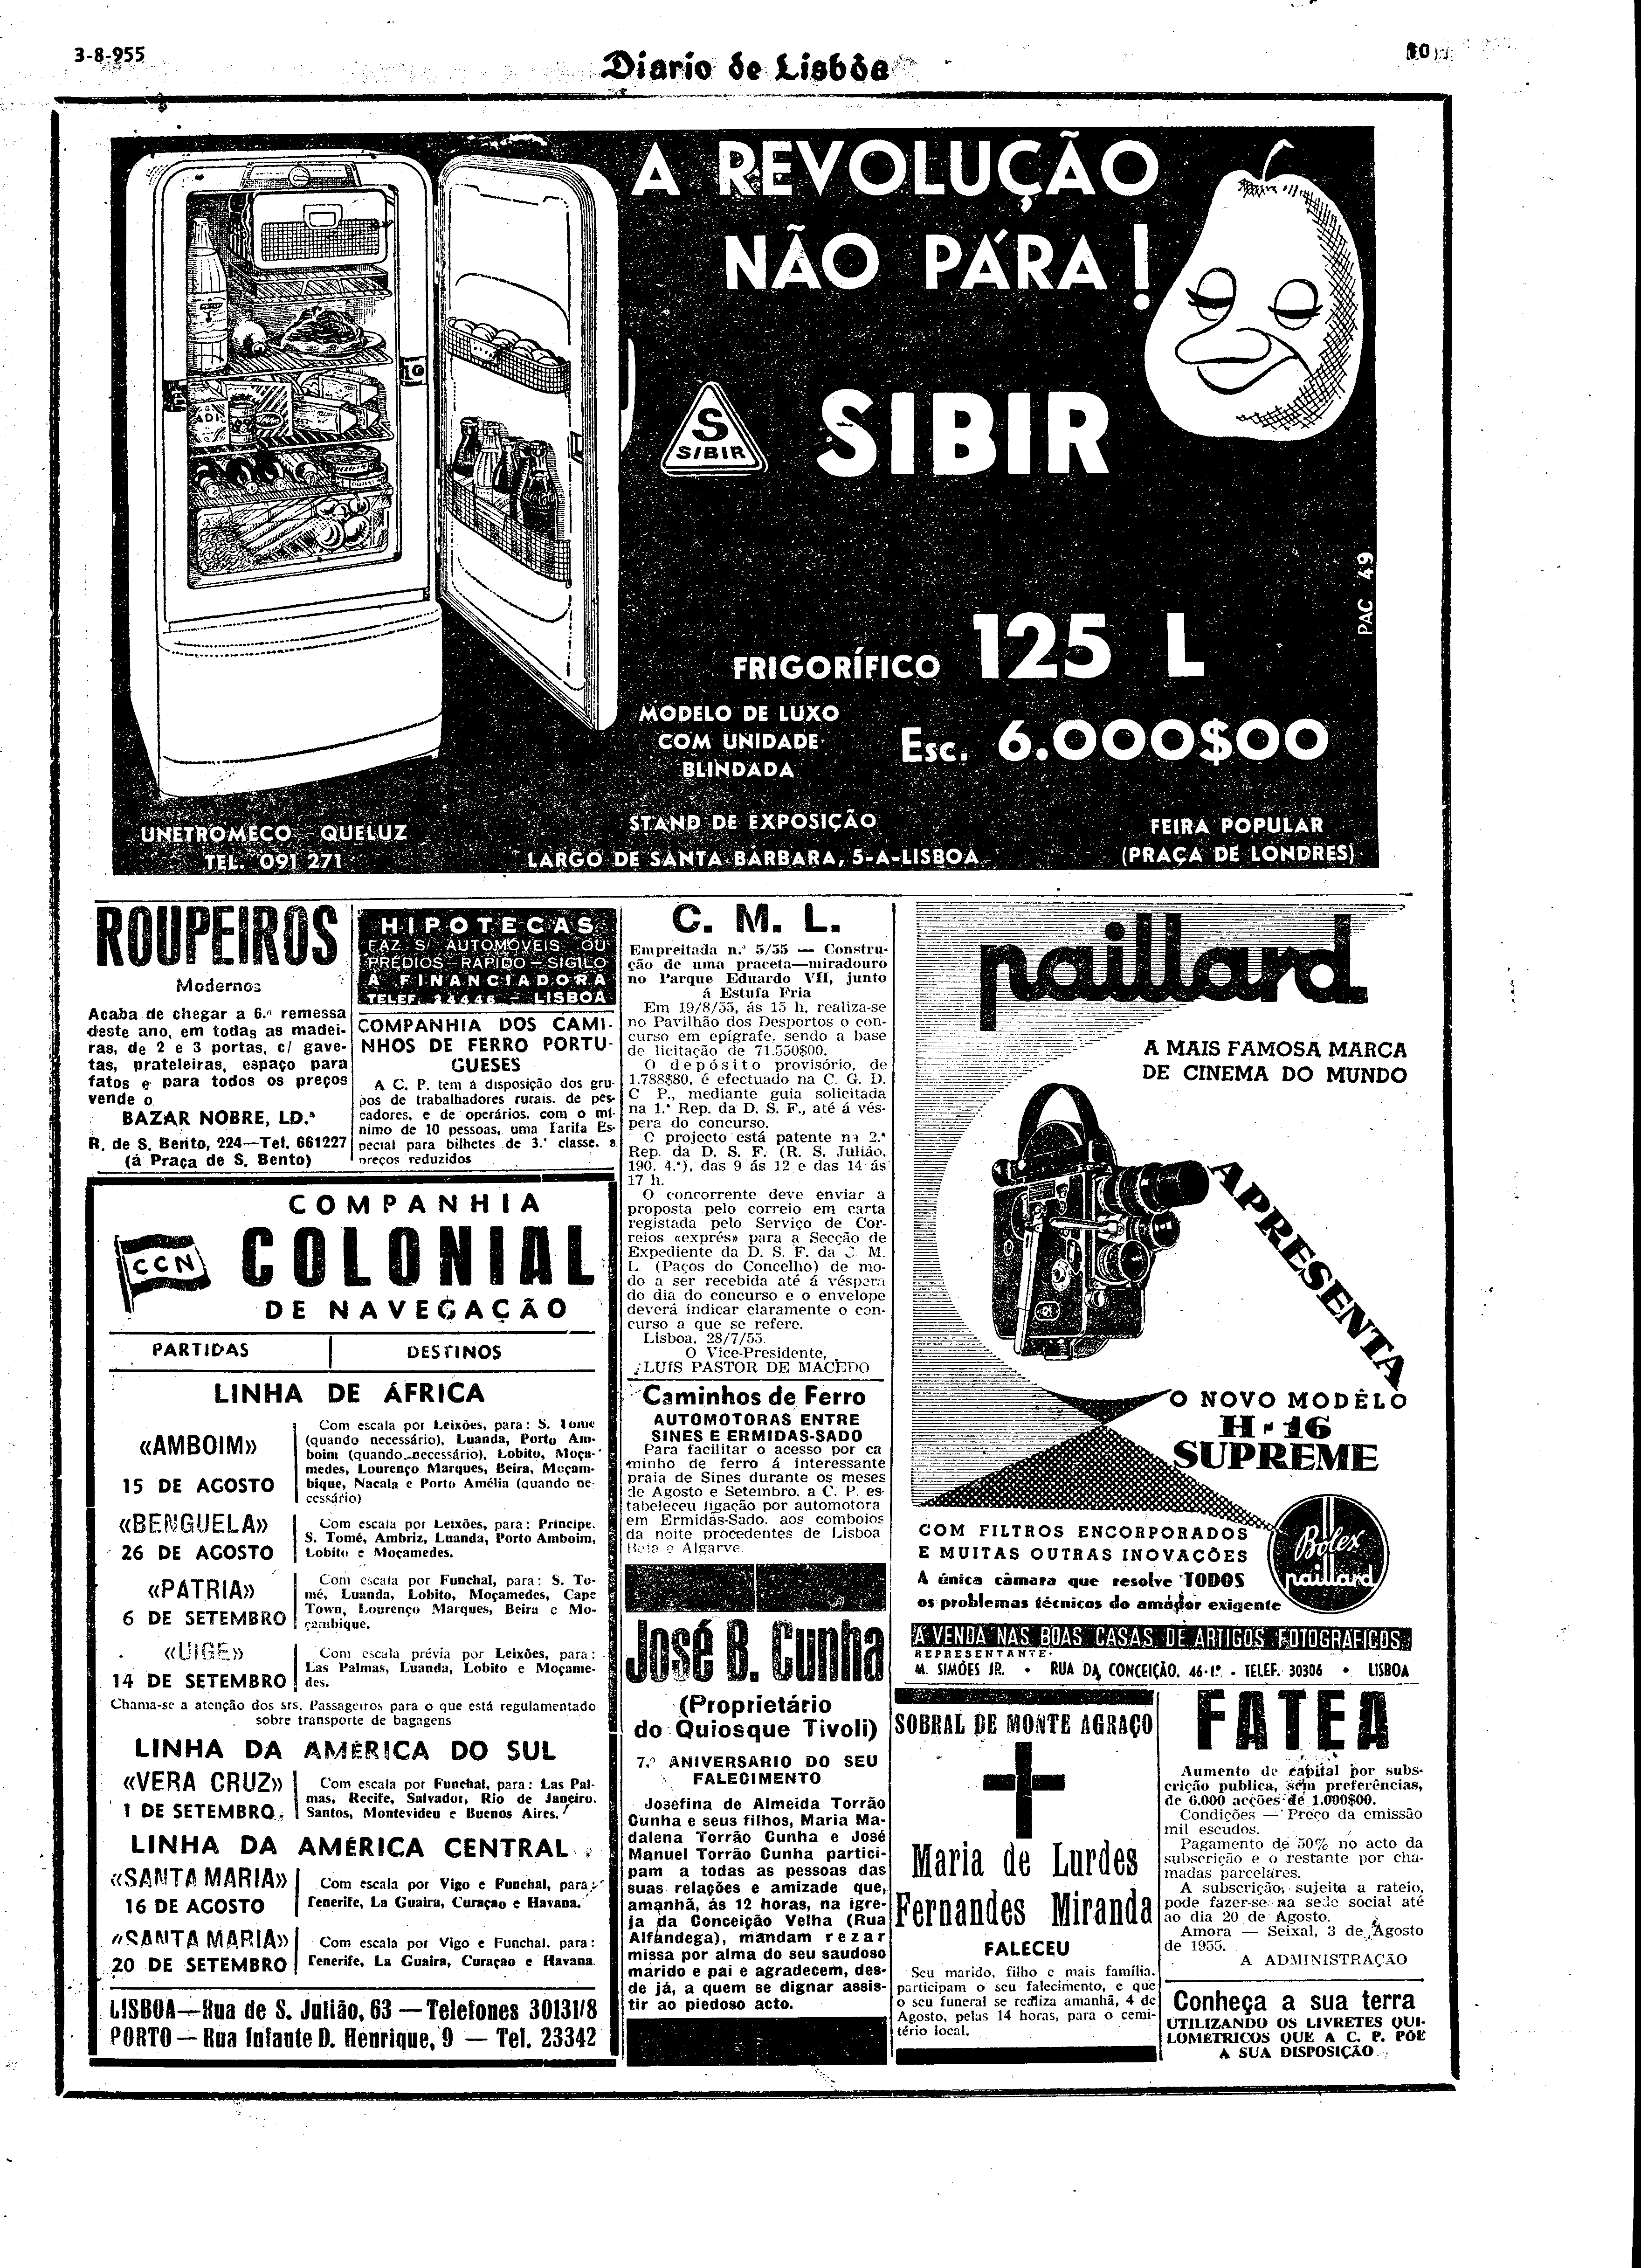 3-8-955
Diario de Lisbôa
10
A REVOLUÇÃO
NÃO PÁRA!
S
SIBIR
SIBIR
PAC 49
FRIGORÍFICO 125 L
MODELO DE LUXO
COM UNIDADE
BLINDADA
Esc. 6.000$00
UNETROMECO - QUELUZ
TEL. 091 271
STAND DE EXPOSIÇÃO
LARGO DE SANTA BÁRBARA, 5-A-LISBOA
FEIRA POPULAR
(PRAÇA DE LONDRES)
ROUPEIROS
Modernos
Acaba de chegar a 6.ª remessa
deste ano, em todas as madei-
ras, de 2 e 3 portas, c/ gave-
tas, prateleiras, espaço para
fatos e para todos os preços
vende o
BAZAR NOBRE, LD.ª
R. de S. Bento, 224—Tel. 661227
(á Praça de S. Bento)
HIPOTECAS
FAZ S/ AUTOMÓVEIS OU
PRÉDIOS—RAPIDO—SIGILO
A FINANCIADORA
TELEF. 24446 - LISBOA
COMPANHIA DOS CAMI-
NHOS DE FERRO PORTU-
GUESES
A C. P. tem á disposição dos gru-
pos de trabalhadores rurais, de pes-
cadores, e de operários, com o mí-
nimo de 10 pessoas, uma Tarifa Es-
pecial para bilhetes de 3.ª classe, a
preços reduzidos
COMPANHIA
CCN
COLONIAL
DE NAVEGAÇÃO
PARTIDAS
DESTINOS
LINHA DE ÁFRICA
«AMBOIM»
15 DE AGOSTO
Com escala por Leixões, para: S. Tomé
(quando necessário), Luanda, Porto Am-
boim (quando necessário), Lobito, Moça-
medes, Lourenço Marques, Beira, Moçam-
bique, Nacala e Porto Amélia (quando ne-
cessário)
«BENGUELA»
26 DE AGOSTO
Com escala por Leixões, para: Príncipe,
S. Tomé, Ambriz, Luanda, Porto Amboim,
Lobito e Moçamedes.
«PATRIA»
6 DE SETEMBRO
Com escala por Funchal, para: S. To-
mé, Luanda, Lobito, Moçamedes, Cape
Town, Lourenço Marques, Beira e Mo-
çambique.
«UIGE»
14 DE SETEMBRO
Com escala prévia por Leixões, para:
Las Palmas, Luanda, Lobito e Moçame-
des.
Chama-se a atenção dos srs. Passageiros para o que está regulamentado
sobre transporte de bagagens
LINHA DA AMÉRICA DO SUL
«VERA CRUZ»
1 DE SETEMBRO
Com escala por Funchal, para: Las Pal-
mas, Recife, Salvador, Rio de Janeiro,
Santos, Montevideu e Buenos Aires.
LINHA DA AMÉRICA CENTRAL
«SANTA MARIA»
16 DE AGOSTO
Com escala por Vigo e Funchal, para:
Tenerife, La Guaira, Curaçao e Havana.
«SANTA MARIA»
20 DE SETEMBRO
Com escala por Vigo e Funchal, para:
Tenerife, La Guaira, Curaçao e Havana.
LISBOA—Rua de S. Julião, 63 — Telefones 30131/8
PORTO — Rua Infante D. Henrique, 9 — Tel. 23342
C. M. L.
Empreitada n.º 5/55 — Constru-
ção de uma praceta—miradouro
no Parque Eduardo VII, junto
á Estufa Fria
Em 19/8/55, ás 15 h. realiza-se
no Pavilhão dos Desportos o con-
curso em epígrafe, sendo a base
de licitação de 71.550$00.
O depósito provisório, de
1.788$80, é efectuado na C. G. D.
C P., mediante guia solicitada
na 1.ª Rep. da D. S. F., até á vés-
pera do concurso.
O projecto está patente na 2.ª
Rep. da D. S. F. (R. S. Julião,
190, 4.º), das 9 ás 12 e das 14 ás
17 h.
O concorrente deve enviar a
proposta pelo correio em carta
registada pelo Serviço de Cor-
reios «exprés» para a Secção de
Expediente da D. S. F. da C. M.
L. (Paços do Concelho) de mo-
do a ser recebida até á véspera
do dia do concurso e o envelope
deverá indicar claramente o con-
curso a que se refere.
Lisboa, 28/7/55.
O Vice-Presidente,
LUÍS PASTOR DE MACEDO
Caminhos de Ferro
AUTOMOTORAS ENTRE
SINES E ERMIDAS-SADO
Para facilitar o acesso por ca
minho de ferro á interessante
praia de Sines durante os meses
de Agosto e Setembro, a C. P. es-
tabeleceu ligação por automotora
em Ermidas-Sado, aos comboios
da noite procedentes de Lisboa
Beja e Algarve
José B. Cunha
(Proprietário
do Quiosque Tivoli)
7.º ANIVERSARIO DO SEU
FALECIMENTO
Josefina de Almeida Torrão
Cunha e seus filhos, Maria Ma-
dalena Torrão Cunha e José
Manuel Torrão Cunha partici-
pam a todas as pessoas das
suas relações e amizade que,
amanhã, ás 12 horas, na igre-
ja da Conceição Velha (Rua
Alfândega), mandam rezar
missa por alma do seu saudoso
marido e pai e agradecem, des-
de já, a quem se dignar assis-
tir ao piedoso acto.
paillard
A MAIS FAMOSA MARCA
DE CINEMA DO MUNDO
APRESENTA
O NOVO MODÊLO
H-16
SUPREME
COM FILTROS ENCORPORADOS
E MUITAS OUTRAS INOVAÇÕES
A única câmara que resolve TODOS
os problemas técnicos do amador exigente
Bolex
paillard
A VENDA NAS BOAS CASAS DE ARTIGOS FOTOGRAFICOS
REPRESENTANTE:
M. SIMÕES JR. • RUA DA CONCEIÇÃO, 46-1º • TELEF. 30306 • LISBOA
SOBRAL DE MONTE AGRAÇO
Maria de Lurdes
Fernandes Miranda
FALECEU
Seu marido, filho e mais família,
participam o seu falecimento, e que
o seu funeral se realiza amanhã, 4 de
Agosto, pelas 14 horas, para o cemi-
tério local.
FATEA
Aumento de capital por subs-
crição publica, sem preferências,
de 6.000 acções de 1.000$00.
Condições — Preço da emissão
mil escudos.
Pagamento de 50% no acto da
subscrição e o restante por cha-
madas parcelares.
A subscrição, sujeita a rateio,
pode fazer-se na sede social até
ao dia 20 de Agosto.
Amora — Seixal, 3 de Agosto
de 1955.
A ADMINISTRAÇÃO
Conheça a sua terra
UTILIZANDO OS LIVRETES QUI-
LOMETRICOS QUE A C. P. PÕE
A SUA DISPOSIÇÃO